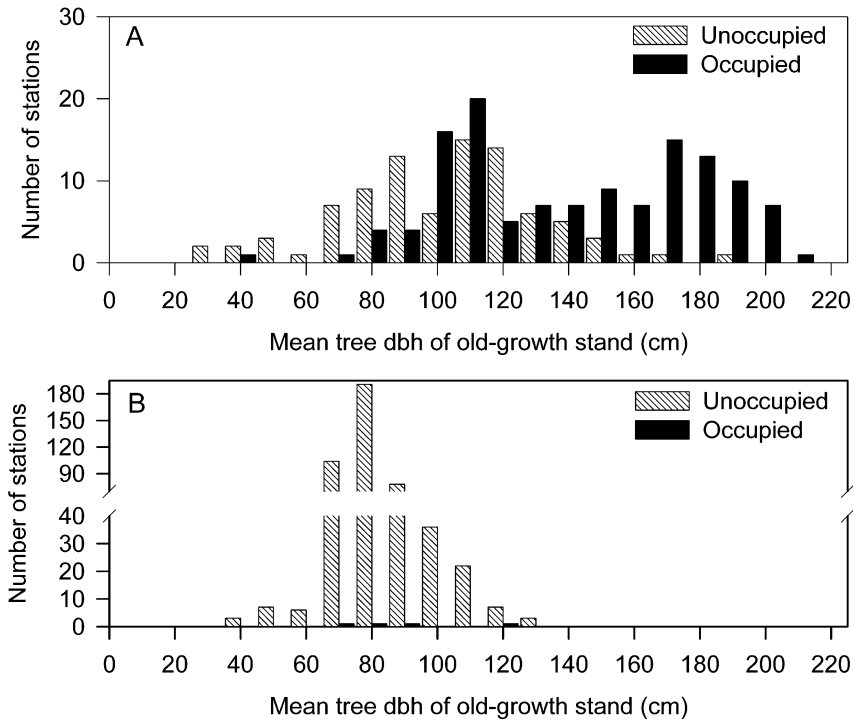 30
A
Unoccupied
Occupied
20
10
0
Number of stations
0 20 40 60 80 100 120 140 160 180 200 220
Mean tree dbh of old-growth stand (cm)
180
B
Unoccupied
150
Occupied
120
90
40
30
20
10
0
Number of stations
0 20 40 60 80 100 120 140 160 180 200 220
Mean tree dbh of old-growth stand (cm)